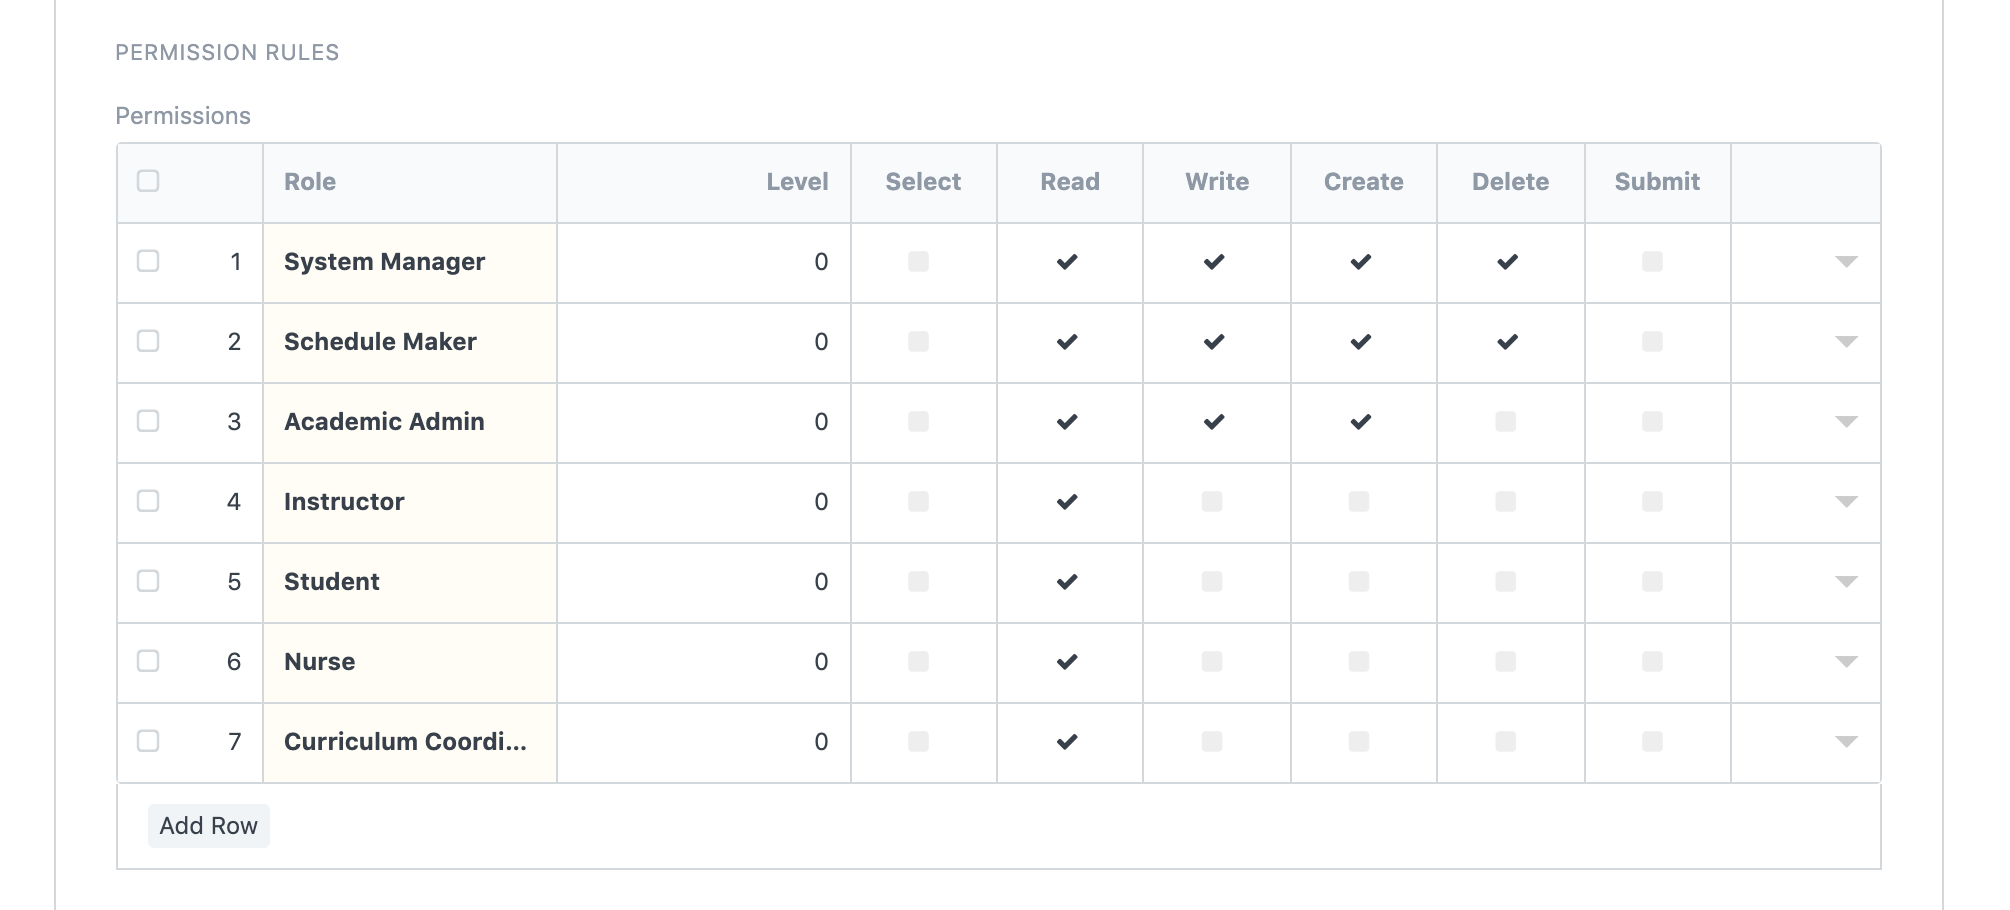 PERMISSION RULES
Permissions
Role Level Select Read Write Create Delete Submit
1 System Manager 0
2 Schedule Maker 0
3 Academic Admin 0
4 Instructor 0
5 Student 0
6 Nurse 0
7 Curriculum Coordi... 0
Add Row